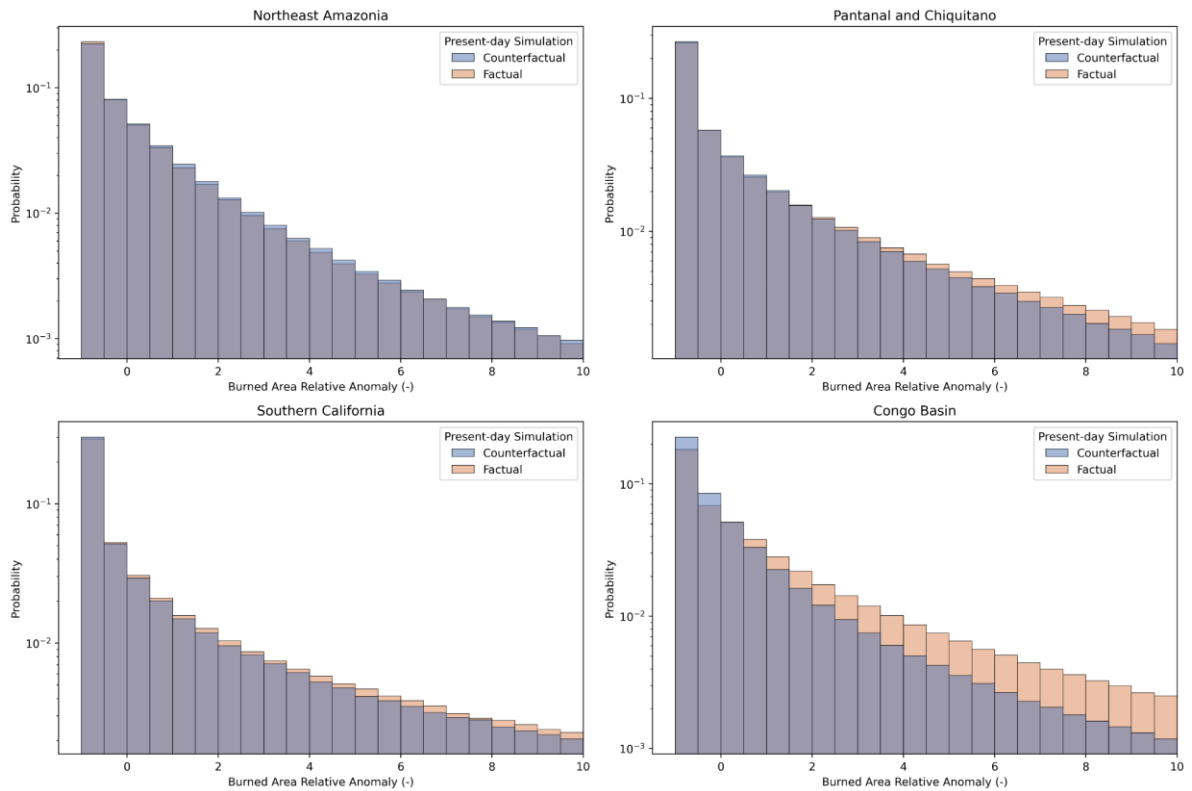 Northeast Amazonia
Present-day Simulation
Counterfactual
Factual
10⁻¹
10⁻²
10⁻³
Probability
0 2 4 6 8 10
Burned Area Relative Anomaly (-)
Pantanal and Chiquitano
Present-day Simulation
Counterfactual
Factual
10⁻¹
10⁻²
Probability
0 2 4 6 8 10
Burned Area Relative Anomaly (-)
Southern California
Present-day Simulation
Counterfactual
Factual
10⁻¹
10⁻²
Probability
0 2 4 6 8 10
Burned Area Relative Anomaly (-)
Congo Basin
Present-day Simulation
Counterfactual
Factual
10⁻¹
10⁻²
10⁻³
Probability
0 2 4 6 8 10
Burned Area Relative Anomaly (-)